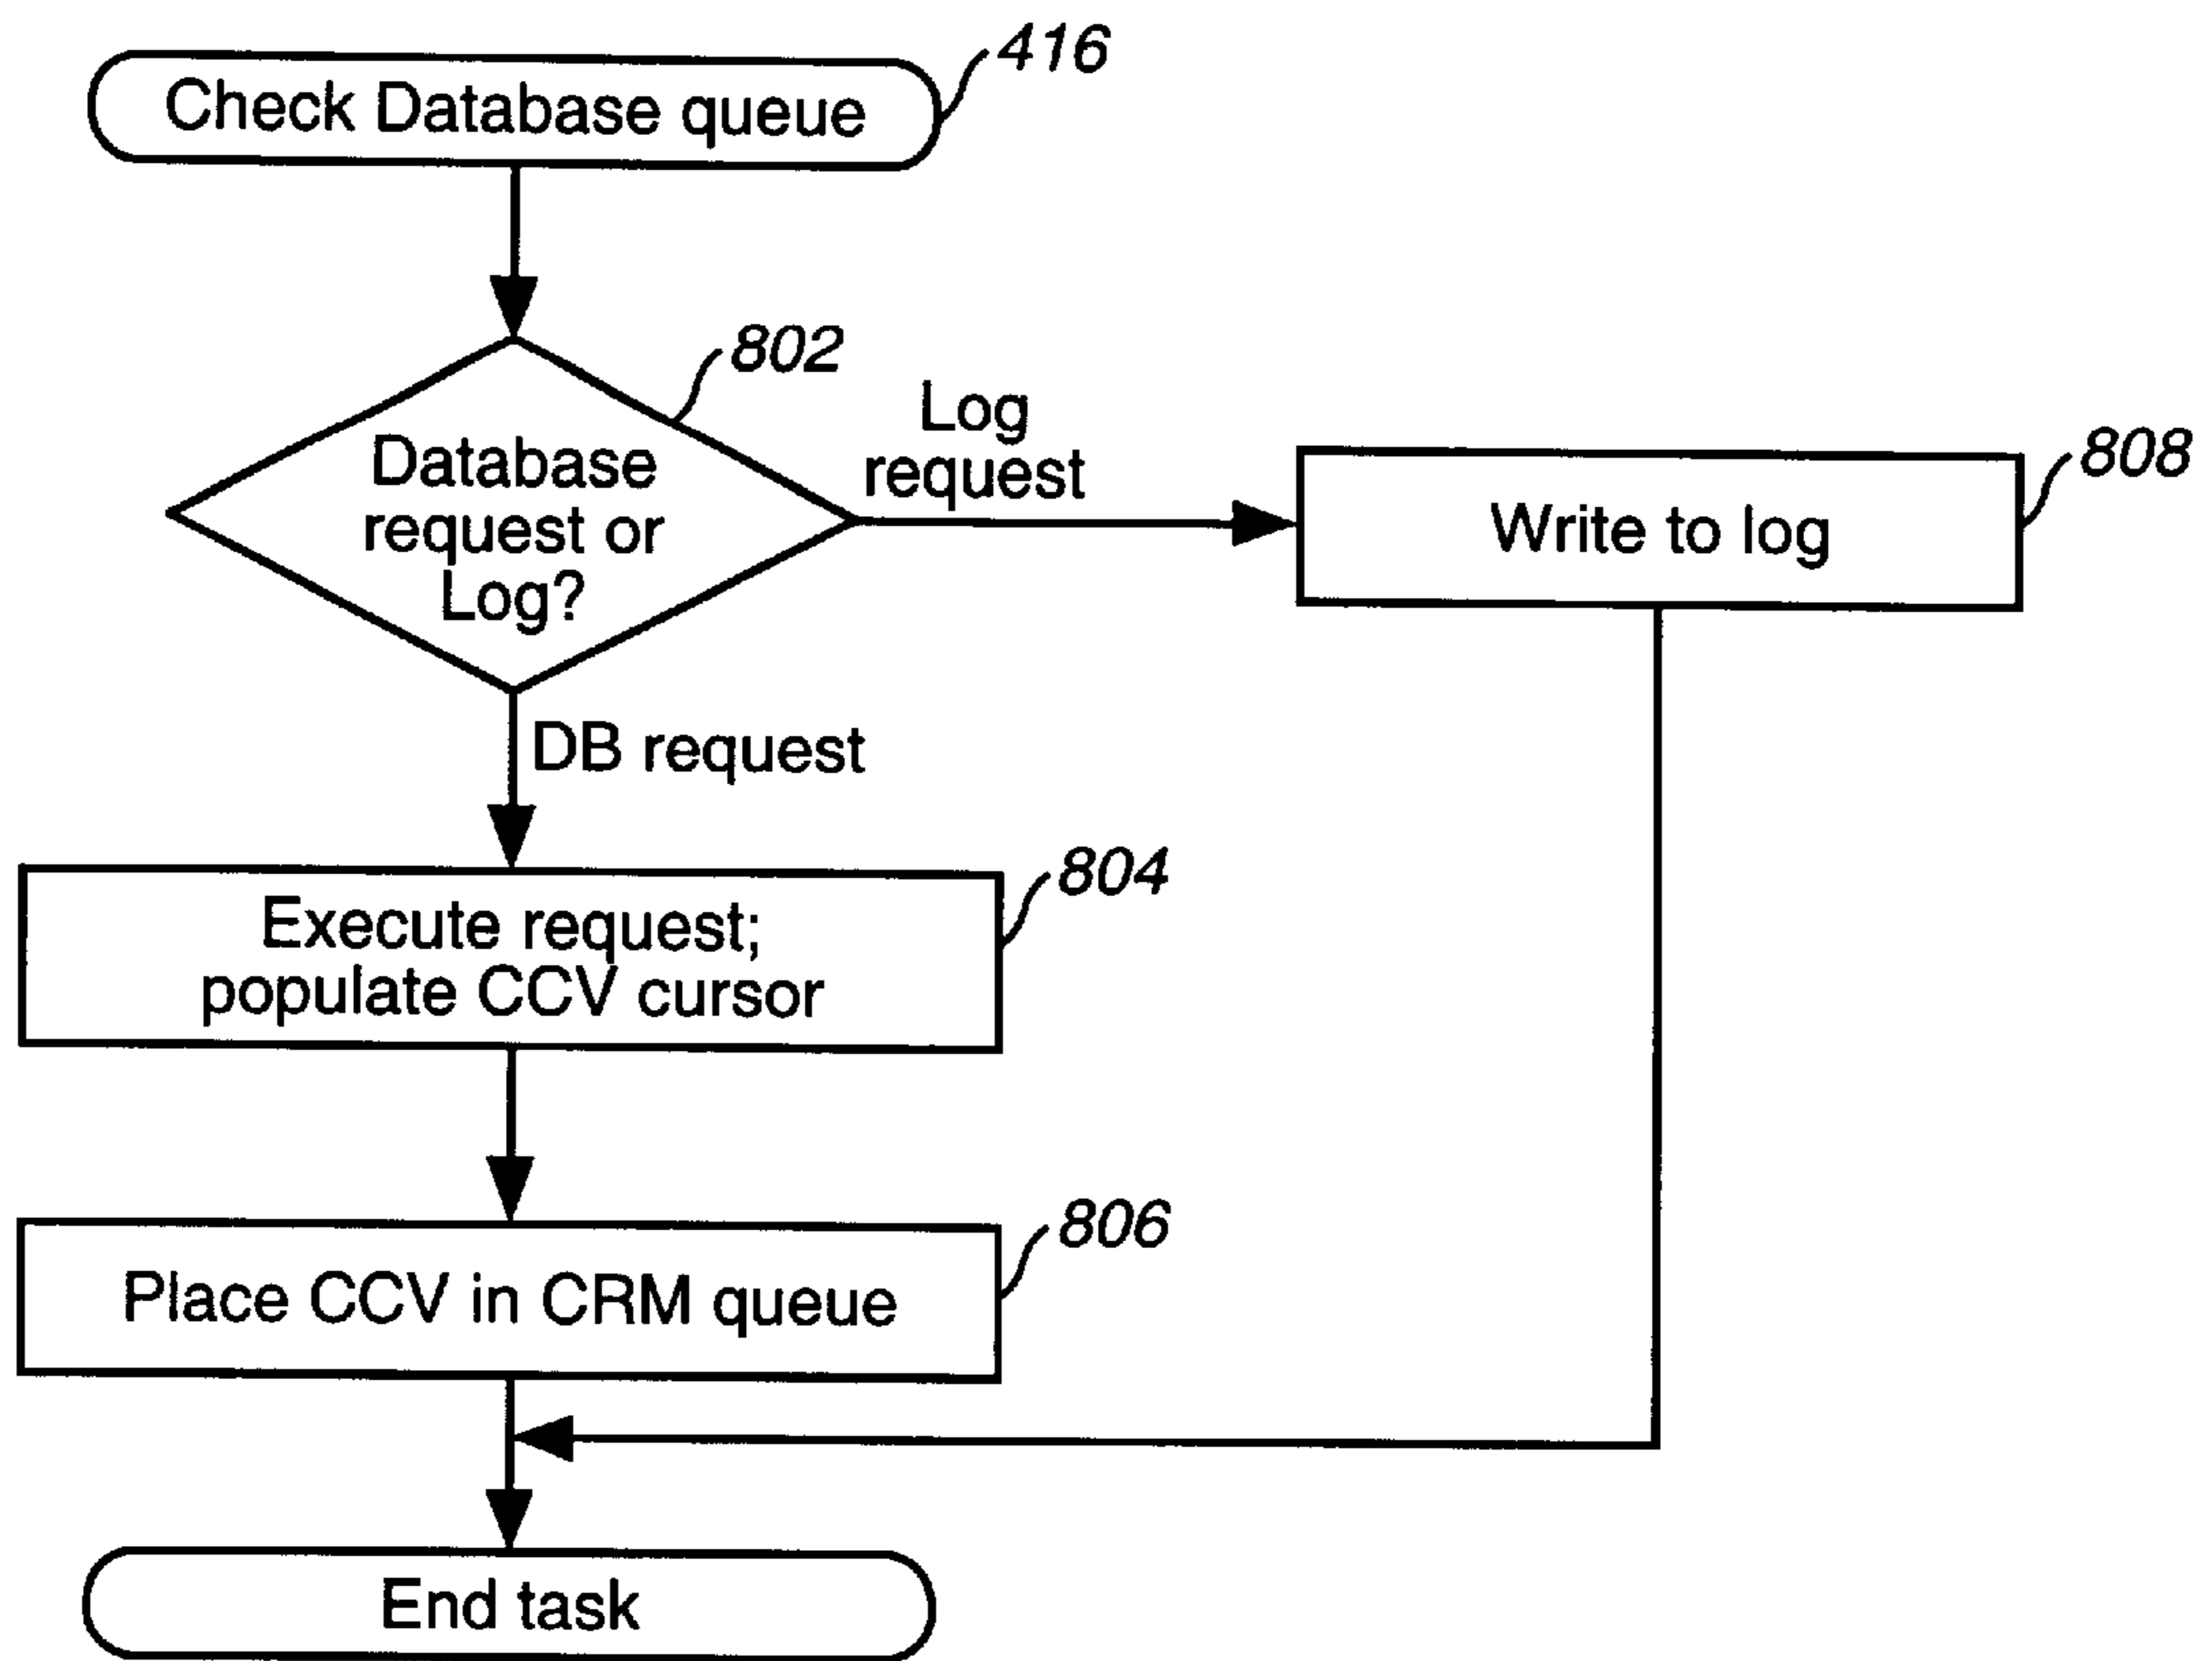 416
Check Database queue
802
Database
request or
Log?
Log
request
808
Write to log
DB request
804
Execute request;
populate CCV cursor
806
Place CCV in CRM queue
End task